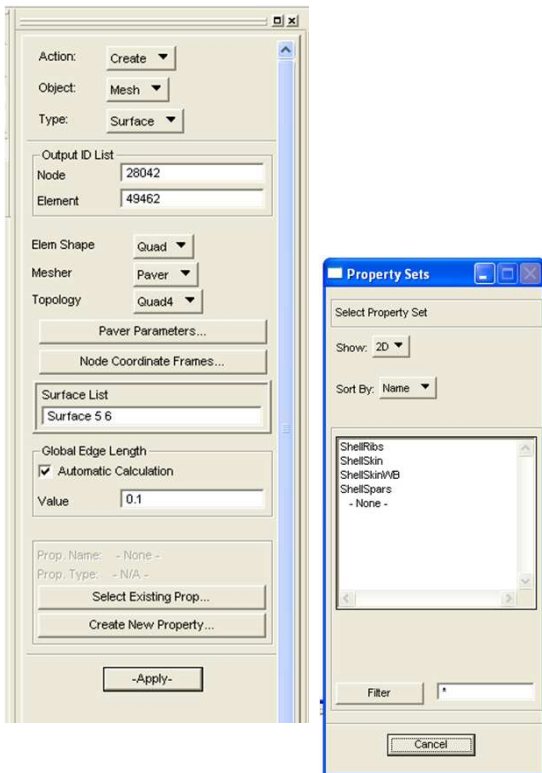 Action: Create
Object: Mesh
Type: Surface
Output ID List
Node 28042
Element 49462
Elem Shape Quad
Mesher Paver
Topology Quad4
Paver Parameters...
Node Coordinate Frames...
Surface List
Surface 5 6
Global Edge Length
Automatic Calculation
Value 0.1
Prop. Name: - None -
Prop. Type: - N/A -
Select Existing Prop...
Create New Property...
-Apply-
Property Sets
Select Property Set
Show: 2D
Sort By: Name
ShellRibs
ShellSkin
ShellSkinWB
ShellSpars
- None -
Filter *
Cancel